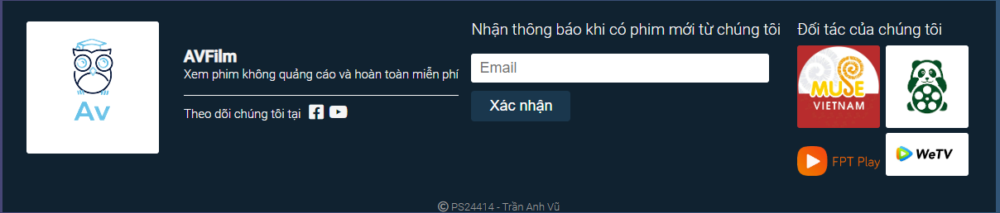 Av
AVFilm
Xem phim không quảng cáo và hoàn toàn miễn phí
Theo dõi chúng tôi tại
Nhận thông báo khi có phim mới từ chúng tôi
Email
Xác nhận
Đối tác của chúng tôi
MUSE
VIETNAM
FPT Play
WeTV
© PS24414 - Trần Anh Vũ